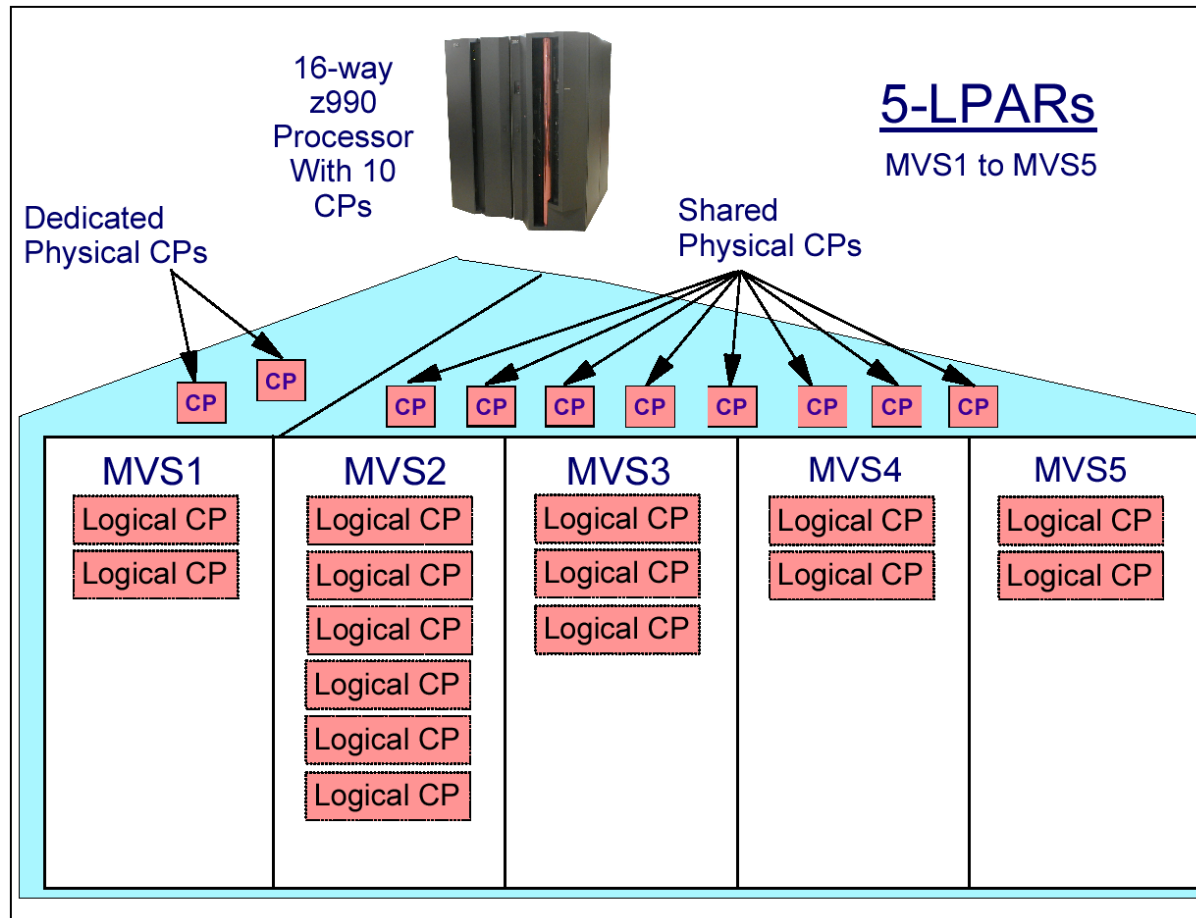 16-way
z990
Processor
With 10
CPs
5-LPARs
MVS1 to MVS5
Dedicated
Physical CPs
Shared
Physical CPs
CP
CP
CP
CP
CP
CP
CP
CP
CP
CP
MVS1
Logical CP
Logical CP
MVS2
Logical CP
Logical CP
Logical CP
Logical CP
Logical CP
Logical CP
MVS3
Logical CP
Logical CP
Logical CP
MVS4
Logical CP
Logical CP
MVS5
Logical CP
Logical CP